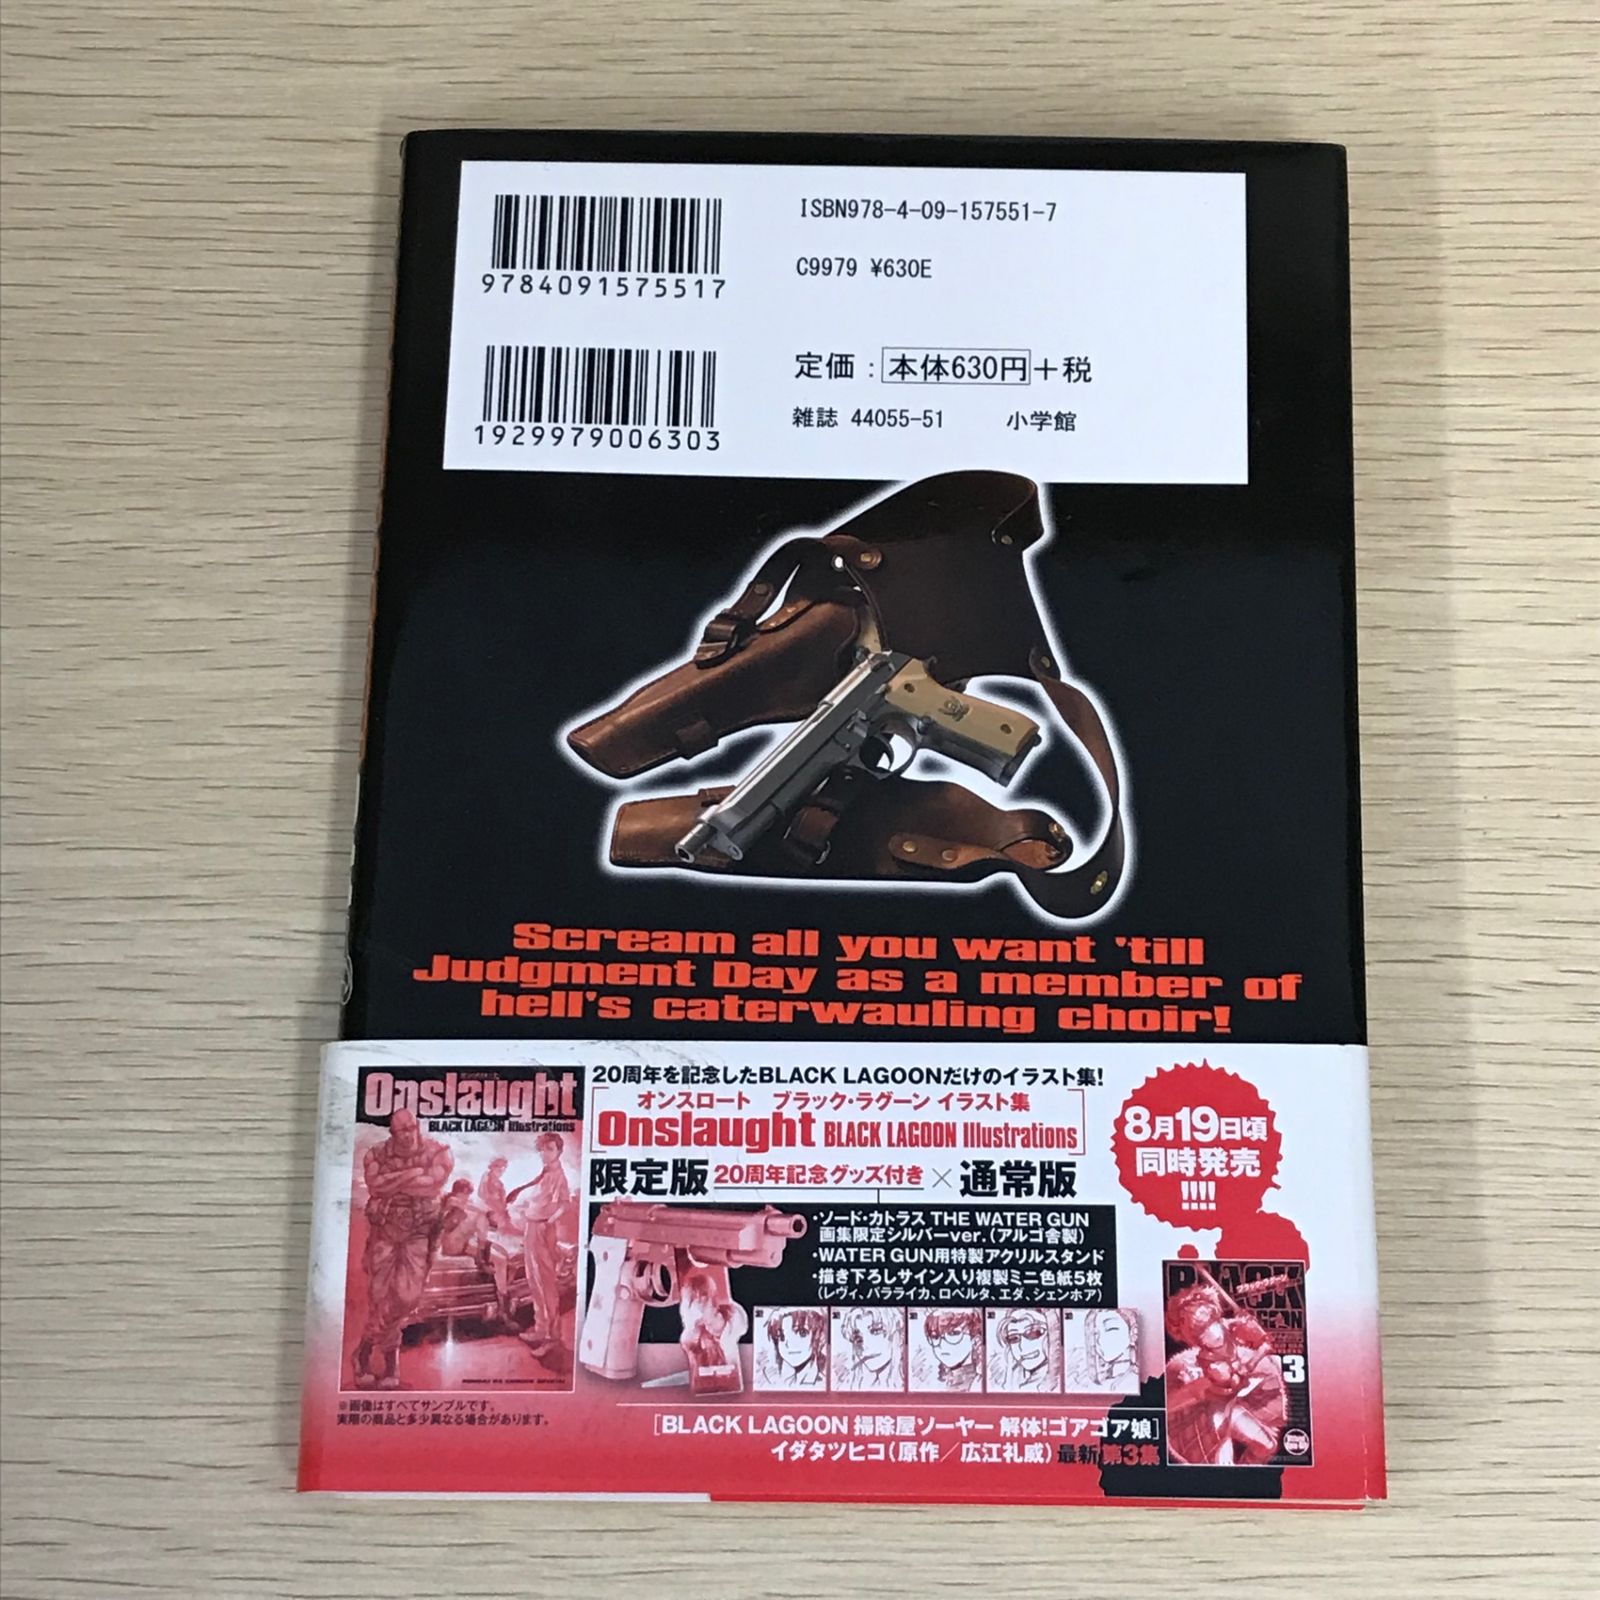 ISBN978-4-09-157551-7
9784091575517
C9979 ¥630E
定価：本体630円＋税
雑誌 44055-51 小学館
1929979006303
Scream all you want 'till
Judgment Day as a member of
hell's caterwauling choir!
Onslaught
BLACK LAGOON Illustrations
20周年を記念したBLACK LAGOONだけのイラスト集!
オンスロート ブラック・ラグーン イラスト集
Onslaught BLACK LAGOON Illustrations
限定版 20周年記念グッズ付き × 通常版
8月19日頃
同時発売
!!!!
・ソード・カトラス THE WATER GUN
画集限定シルバーver.（アルゴ舎製）
・WATER GUN用特製アクリルスタンド
・描き下ろしサイン入り複製ミニ色紙5枚
（レヴィ、バラライカ、ロベルタ、エダ、シェンホア）
※画像はすべてサンプルです。
実際の商品と多少異なる場合があります。
[BLACK LAGOON 掃除屋ソーヤー 解体!ゴアゴア娘]
イダタツヒコ（原作／広江礼威）最新第3集
BLACK
ブラック・ラグーン
3